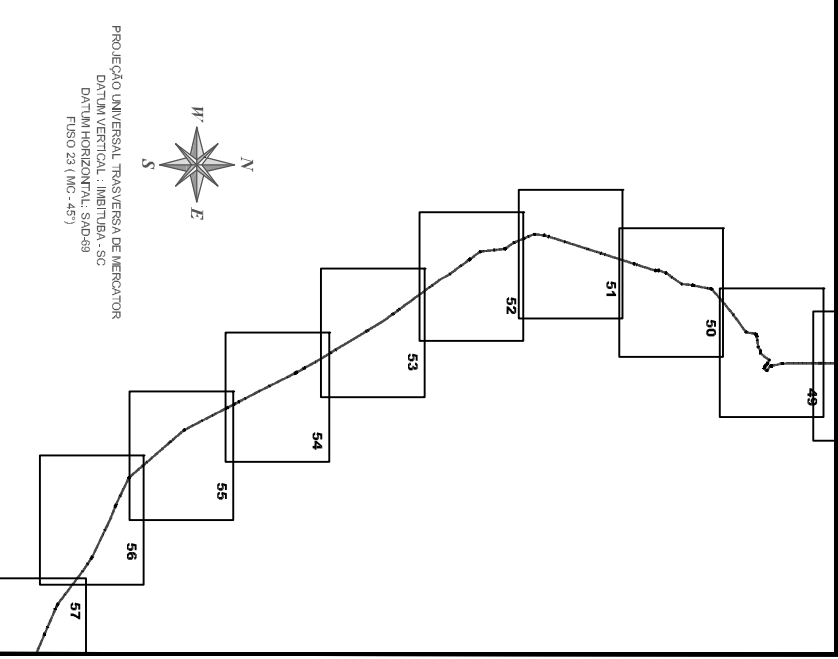 PROJEÇÃO UNIVERSAL TRASVERSA DE MERCATOR
DATUM VERTICAL : IMBITUBA - SC
DATUM HORIZONTAL: SAD-69
FUSO 23 ( MC - 45°)
N
W
E
S
49
50
51
52
53
54
55
56
57